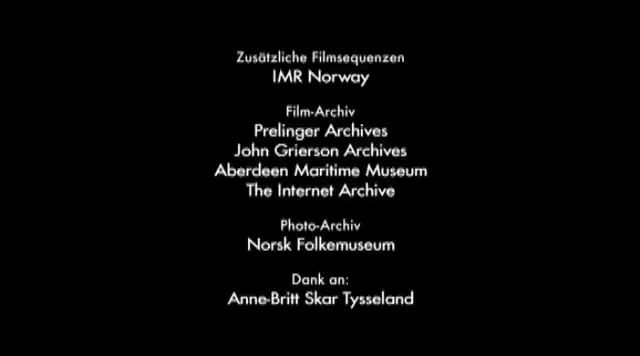 Zusätzliche Filmsequenzen
IMR Norway
Film-Archiv
Prelinger Archives
John Grierson Archives
Aberdeen Maritime Museum
The Internet Archive
Photo-Archiv
Norsk Folkemuseum
Dank an:
Anne-Britt Skar Tysseland